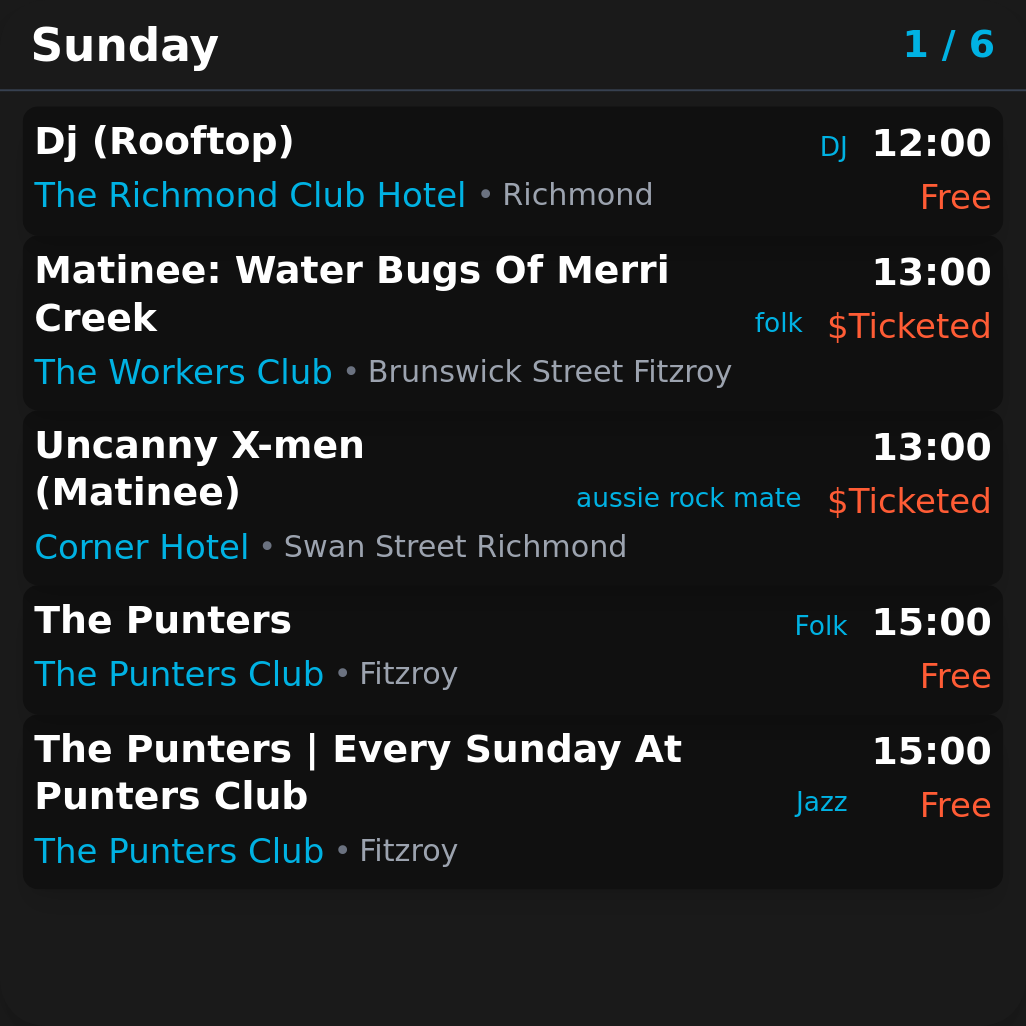 Sunday 1 / 6
Dj (Rooftop) DJ 12:00
The Richmond Club Hotel • Richmond Free
Matinee: Water Bugs Of Merri 13:00
Creek folk $Ticketed
The Workers Club • Brunswick Street Fitzroy
Uncanny X-men 13:00
(Matinee) aussie rock mate $Ticketed
Corner Hotel • Swan Street Richmond
The Punters Folk 15:00
The Punters Club • Fitzroy Free
The Punters | Every Sunday At 15:00
Punters Club Jazz Free
The Punters Club • Fitzroy